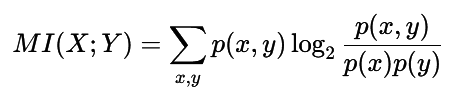 MI(X;Y) = \sum_{x,y} p(x,y) \log_2 \frac{p(x,y)}{p(x)p(y)}